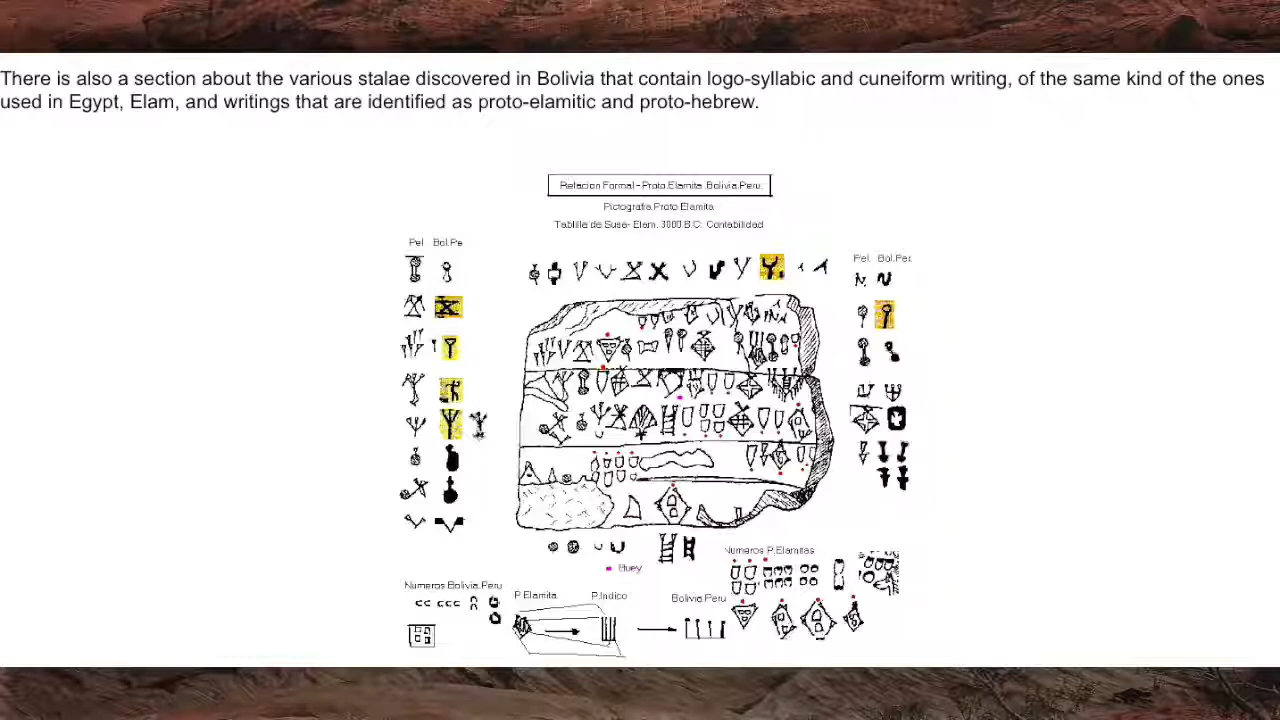 There is also a section about the various stalae discovered in Bolivia that contain logo-syllabic and cuneiform writing, of the same kind of the ones
used in Egypt, Elam, and writings that are identified as proto-elamitic and proto-hebrew.
Relacion Formal-Proto.Elamita.Bolivia.Peru.
Pictografia.Proto Elamita
Tablilla de Susa-Elam. 3000 B.C: Contabilidad
Pel Bol.Pe
Pel Bol.Per.
Buey
Numeros P.Elamitas
Numeros.Bolivia.Peru
P.Elamita
P.Indico
Bolivia.Peru